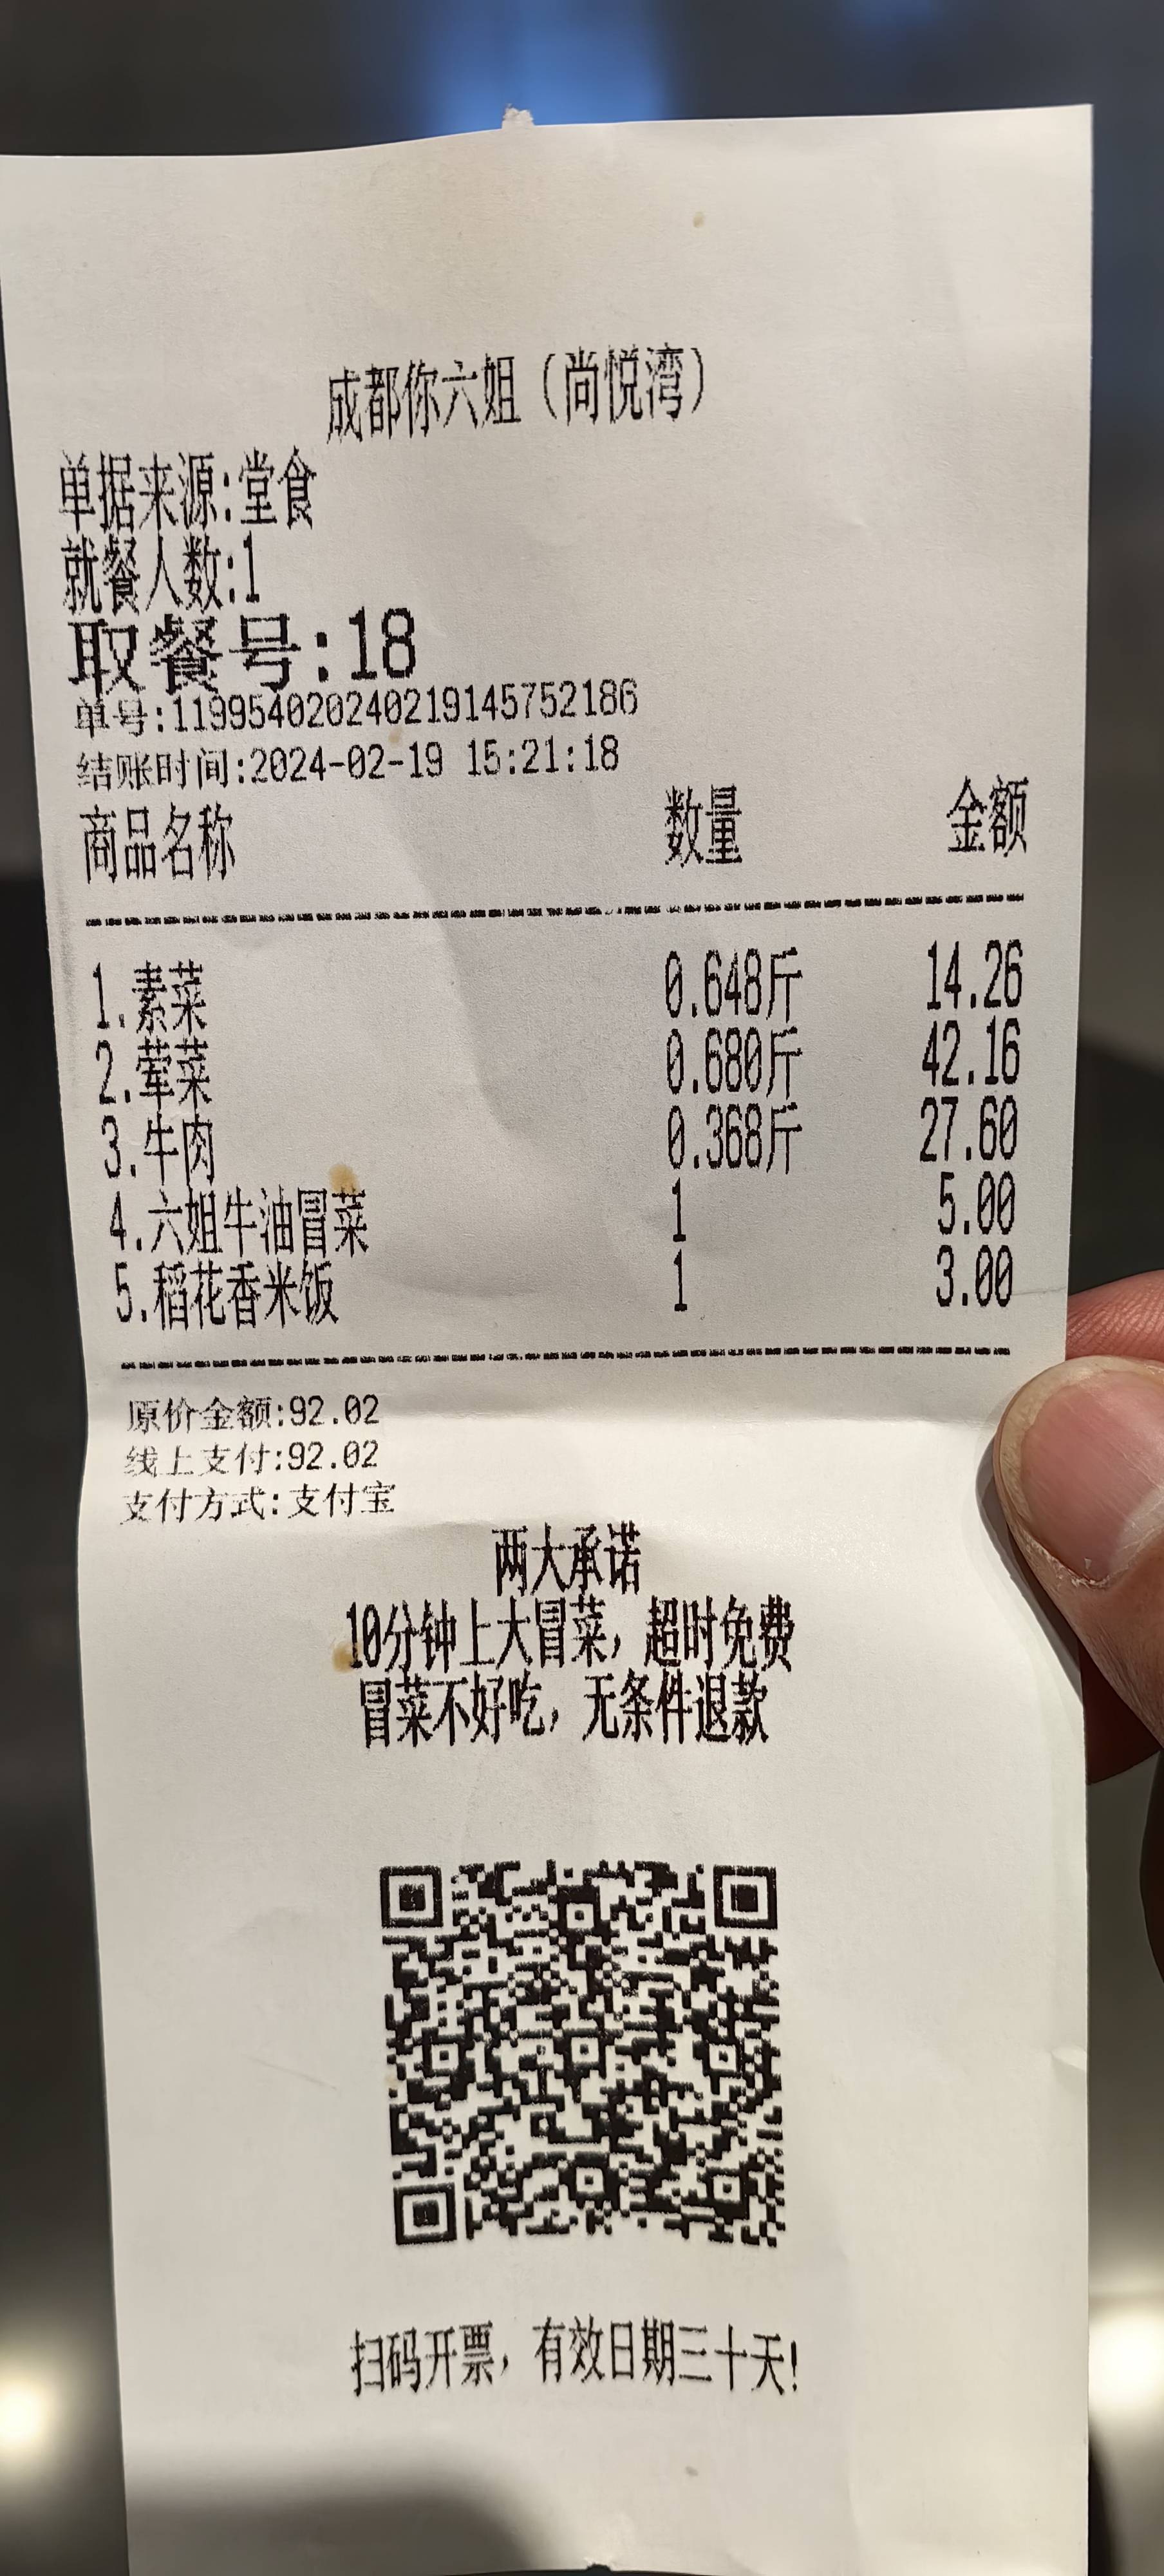 成都你六姐（尚悦湾）
单据来源:堂食
就餐人数:1
取餐号:18
单号:11995402024021914575​2186
结账时间:2024-02-19 15:21:18
商品名称 数量 金额
1.素菜 0.648斤 14.26
2.荤菜 0.680斤 42.16
3.牛肉 0.368斤 27.60
4.六姐牛油冒菜 1 5.00
5.稻花香米饭 1 3.00
原价金额:92.02
线上支付:92.02
支付方式:支付宝
两大承诺
10分钟上大冒菜，超时免费
冒菜不好吃，无条件退款
扫码开票，有效日期三十天!